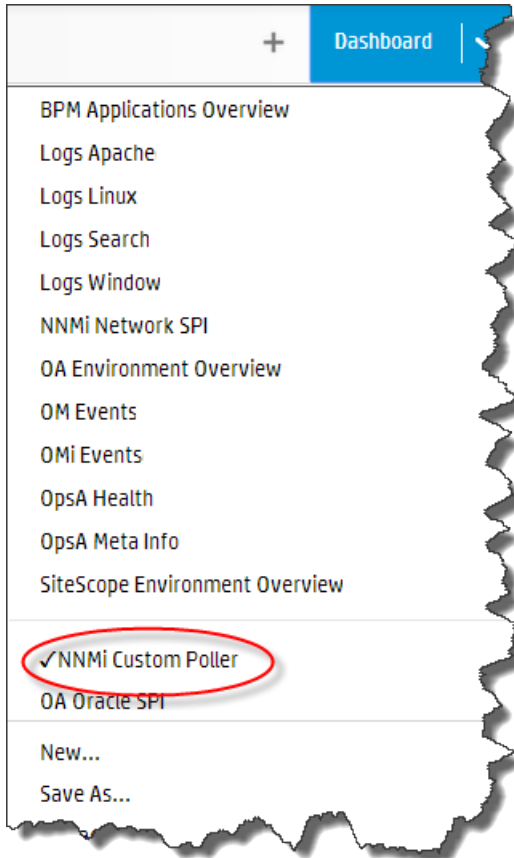 + Dashboard
BPM Applications Overview
Logs Apache
Logs Linux
Logs Search
Logs Window
NNMi Network SPI
OA Environment Overview
OM Events
OMi Events
OpsA Health
OpsA Meta Info
SiteScope Environment Overview
✓NNMi Custom Poller
OA Oracle SPI
New...
Save As...